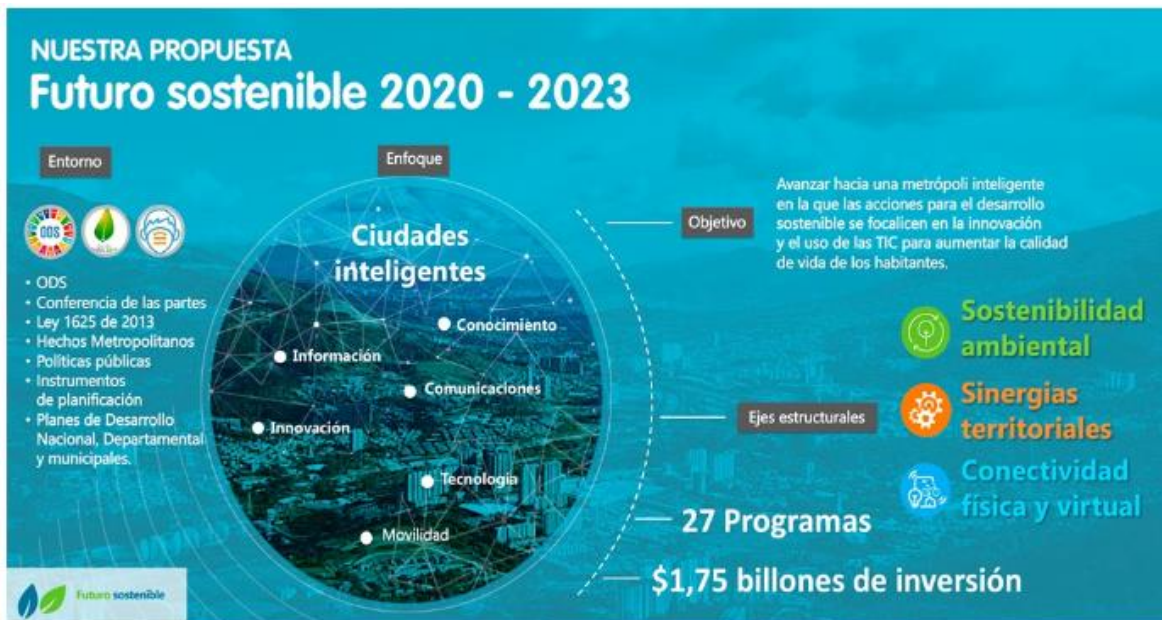 NUESTRA PROPUESTA
Futuro sostenible 2020 - 2023
Entorno
ODS
• ODS
• Conferencia de las partes
• Ley 1625 de 2013
• Hechos Metropolitanos
• Políticas públicas
• Instrumentos
de planificación
• Planes de Desarrollo
Nacional, Departamental
y municipales.
Enfoque
Ciudades
inteligentes
Conocimiento
Información
Comunicaciones
Innovación
Tecnología
Movilidad
Objetivo
Avanzar hacia una metrópoli inteligente
en la que las acciones para el desarrollo
sostenible se focalicen en la innovación
y el uso de las TIC para aumentar la calidad
de vida de los habitantes.
Ejes estructurales
Sostenibilidad
ambiental
Sinergias
territoriales
Conectividad
física y virtual
27 Programas
$1,75 billones de inversión
Futuro sostenible